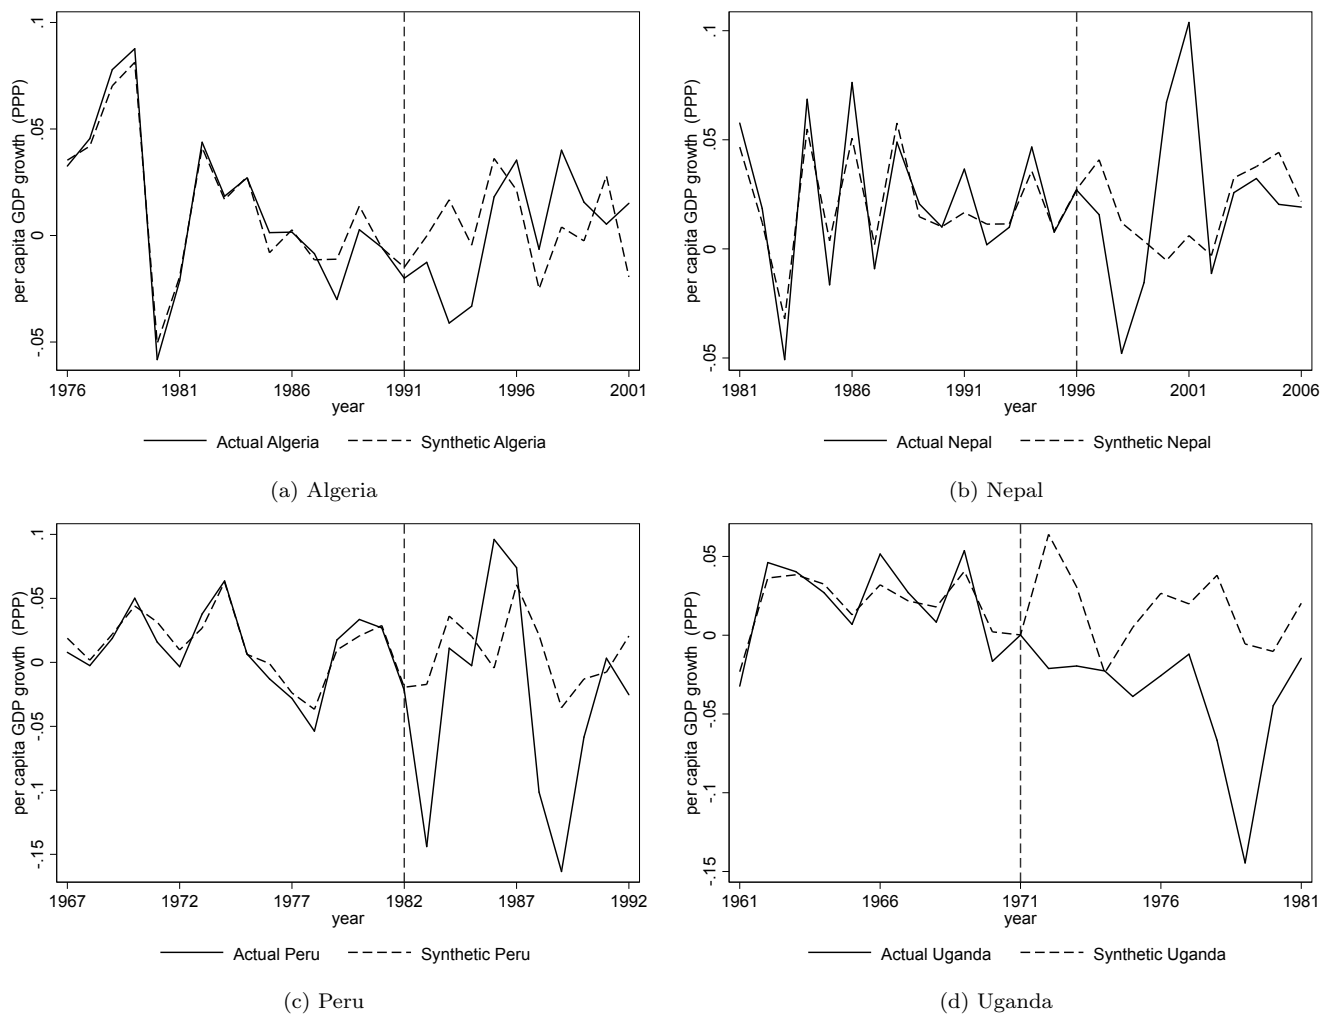 per capita GDP growth (PPP)
.1
.05
0
-.05
1976 1981 1986 1991 1996 2001
year
Actual Algeria Synthetic Algeria
(a) Algeria
per capita GDP growth (PPP)
.1
.05
0
-.05
1981 1986 1991 1996 2001 2006
year
Actual Nepal Synthetic Nepal
(b) Nepal
per capita GDP growth (PPP)
.1
.05
0
-.05
-.1
-.15
1967 1972 1977 1982 1987 1992
year
Actual Peru Synthetic Peru
(c) Peru
per capita GDP growth (PPP)
.05
0
-.05
-.1
-.15
1961 1966 1971 1976 1981
year
Actual Uganda Synthetic Uganda
(d) Uganda